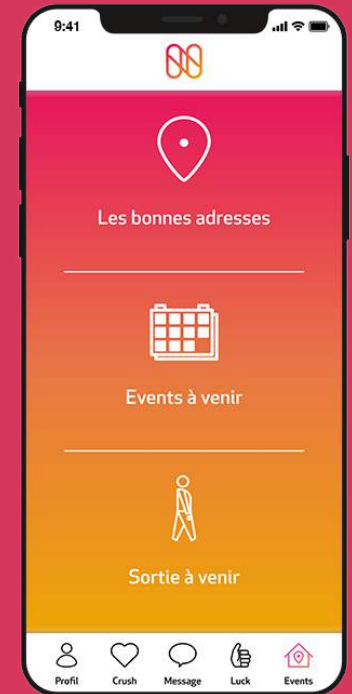 9:41
Les bonnes adresses
Events à venir
Sortie à venir
Profil Crush Message Luck Events